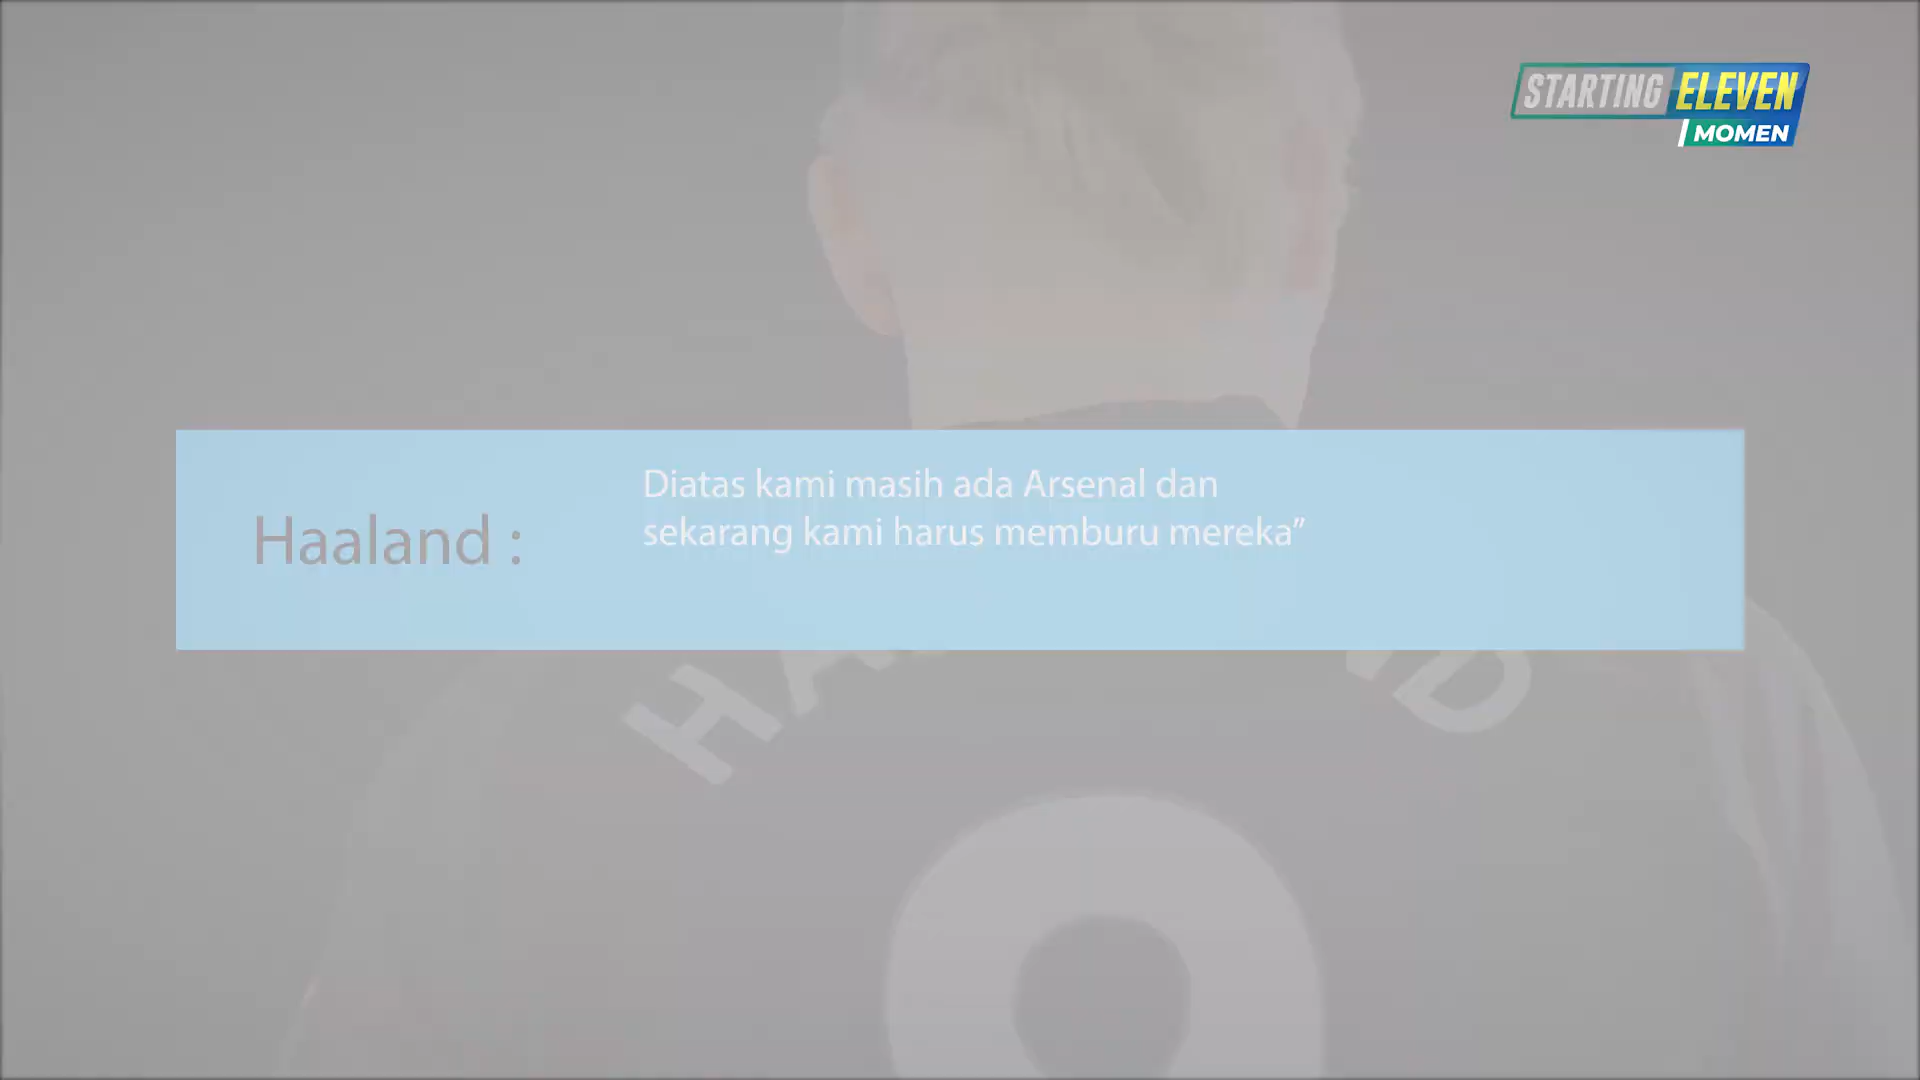 STARTING ELEVEN
MOMEN
Diatas kami masih ada Arsenal dan
Haaland :
sekarang kami harus memburu mereka”